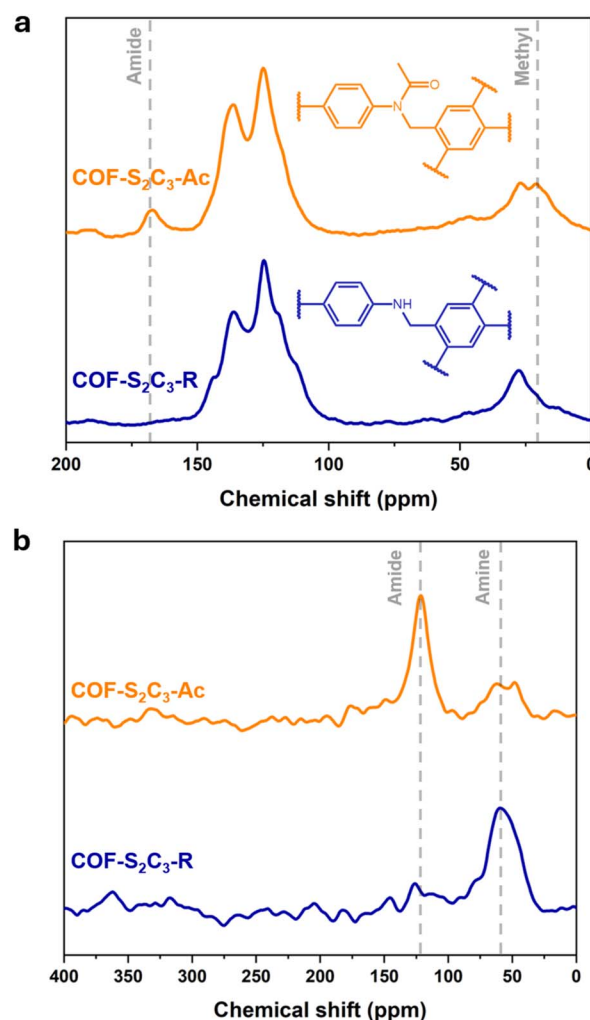 a
Amide
Methyl
O
N
COF-S₂C₃-Ac
NH
COF-S₂C₃-R
200 150 100 50 0
Chemical shift (ppm)
b
Amide
Amine
COF-S₂C₃-Ac
COF-S₂C₃-R
400 350 300 250 200 150 100 50 0
Chemical shift (ppm)